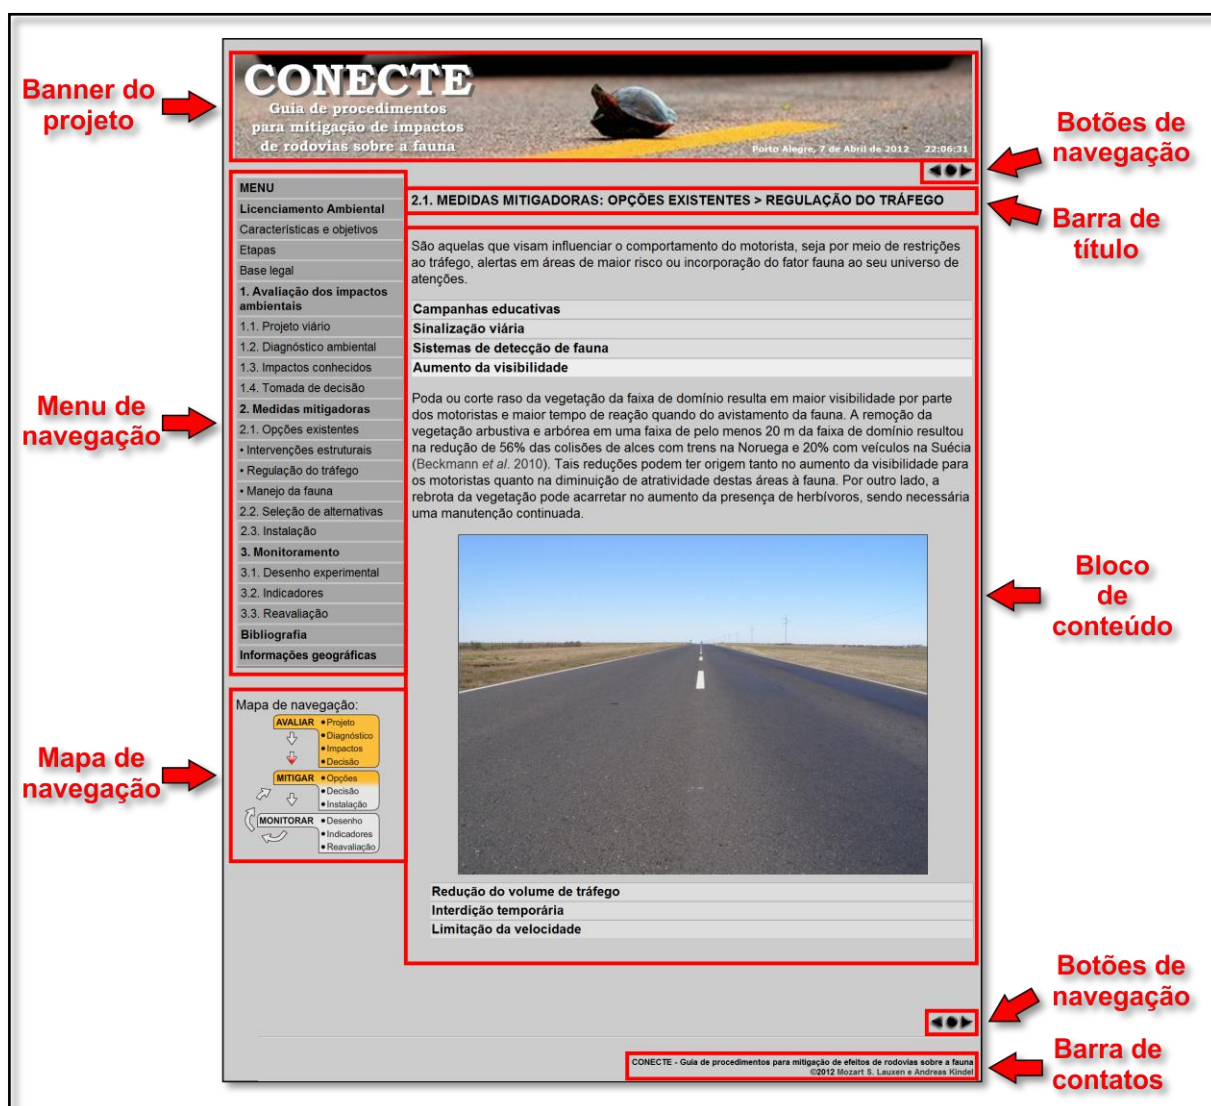 Banner do
projeto
CONECTE
Guia de procedimentos
para mitigação de impactos
de rodovias sobre a fauna
Porto Alegre, 7 de Abril de 2012 22:06:31
Botões de
navegação
Barra de
título
2.1. MEDIDAS MITIGADORAS: OPÇÕES EXISTENTES > REGULAÇÃO DO TRÁFEGO
Menu de
navegação
MENU
Licenciamento Ambiental
Características e objetivos
Etapas
Base legal
1. Avaliação dos impactos
ambientais
1.1. Projeto viário
1.2. Diagnóstico ambiental
1.3. Impactos conhecidos
1.4. Tomada de decisão
2. Medidas mitigadoras
2.1. Opções existentes
• Intervenções estruturais
• Regulação do tráfego
• Manejo da fauna
2.2. Seleção de alternativas
2.3. Instalação
3. Monitoramento
3.1. Desenho experimental
3.2. Indicadores
3.3. Reavaliação
Bibliografia
Informações geográficas
São aquelas que visam influenciar o comportamento do motorista, seja por meio de restrições
ao tráfego, alertas em áreas de maior risco ou incorporação do fator fauna ao seu universo de
atenções.
Campanhas educativas
Sinalização viária
Sistemas de detecção de fauna
Aumento da visibilidade
Poda ou corte raso da vegetação da faixa de domínio resulta em maior visibilidade por parte
dos motoristas e maior tempo de reação quando do avistamento da fauna. A remoção da
vegetação arbustiva e arbórea em uma faixa de pelo menos 20 m da faixa de domínio resultou
na redução de 56% das colisões de alces com trens na Noruega e 20% com veículos na Suécia
(Beckmann et al. 2010). Tais reduções podem ter origem tanto no aumento da visibilidade para
os motoristas quanto na diminuição de atratividade destas áreas à fauna. Por outro lado, a
rebrota da vegetação pode acarretar no aumento da presença de herbívoros, sendo necessária
uma manutenção continuada.
Bloco
de
conteúdo
Redução do volume de tráfego
Interdição temporária
Limitação da velocidade
Mapa de
navegação
Mapa de navegação:
AVALIAR • Projeto
• Diagnóstico
• Impactos
• Decisão
MITIGAR • Opções
• Decisão
• Instalação
MONITORAR • Desenho
• Indicadores
• Reavaliação
Botões de
navegação
CONECTE - Guia de procedimentos para mitigação de efeitos de rodovias sobre a fauna
©2012 Mozart S. Lauxen e Andreas Kindel
Barra de
contatos